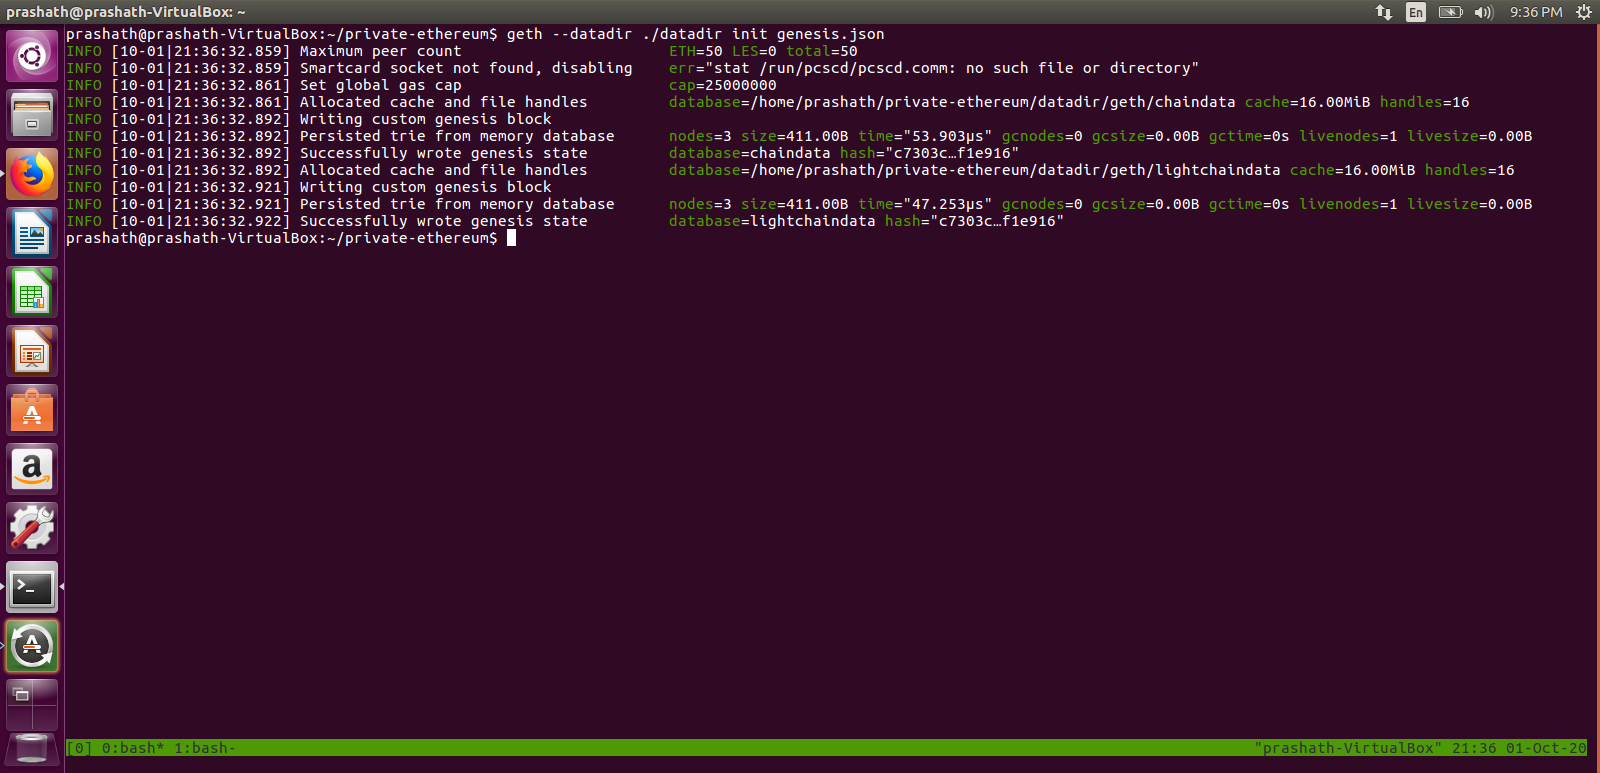 prashath@prashath-VirtualBox: ~
En
9:36 PM
prashath@prashath-VirtualBox:~/private-ethereum$ geth --datadir ./datadir init genesis.json
INFO [10-01|21:36:32.859] Maximum peer count ETH=50 LES=0 total=50
INFO [10-01|21:36:32.859] Smartcard socket not found, disabling err="stat /run/pcscd/pcscd.comm: no such file or directory"
INFO [10-01|21:36:32.861] Set global gas cap cap=25000000
INFO [10-01|21:36:32.861] Allocated cache and file handles database=/home/prashath/private-ethereum/datadir/geth/chaindata cache=16.00MiB handles=16
INFO [10-01|21:36:32.892] Writing custom genesis block
INFO [10-01|21:36:32.892] Persisted trie from memory database nodes=3 size=411.00B time="53.903µs" gcnodes=0 gcsize=0.00B gctime=0s livenodes=1 livesize=0.00B
INFO [10-01|21:36:32.892] Successfully wrote genesis state database=chaindata hash="c7303c…f1e916"
INFO [10-01|21:36:32.892] Allocated cache and file handles database=/home/prashath/private-ethereum/datadir/geth/lightchaindata cache=16.00MiB handles=16
INFO [10-01|21:36:32.921] Writing custom genesis block
INFO [10-01|21:36:32.921] Persisted trie from memory database nodes=3 size=411.00B time="47.253µs" gcnodes=0 gcsize=0.00B gctime=0s livenodes=1 livesize=0.00B
INFO [10-01|21:36:32.922] Successfully wrote genesis state database=lightchaindata hash="c7303c…f1e916"
prashath@prashath-VirtualBox:~/private-ethereum$
[0] 0:bash* 1:bash- "prashath-VirtualBox" 21:36 01-Oct-20